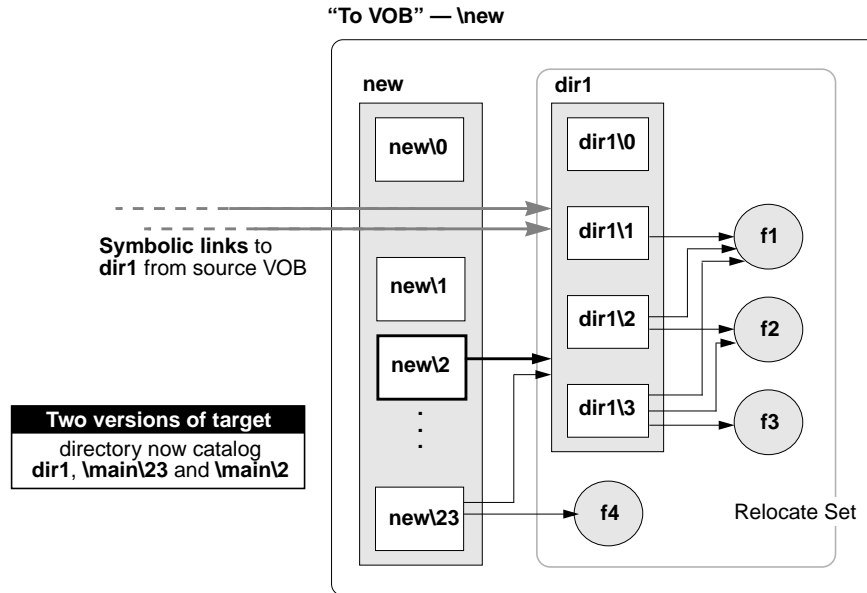 “To VOB” — \new
new
dir1
new\0
dir1\0
Symbolic links to
dir1 from source VOB
dir1\1
f1
new\1
dir1\2
f2
new\2
dir1\3
f3
Two versions of target
directory now catalog
dir1, \main\23 and \main\2
.
.
.
new\23
f4
Relocate Set